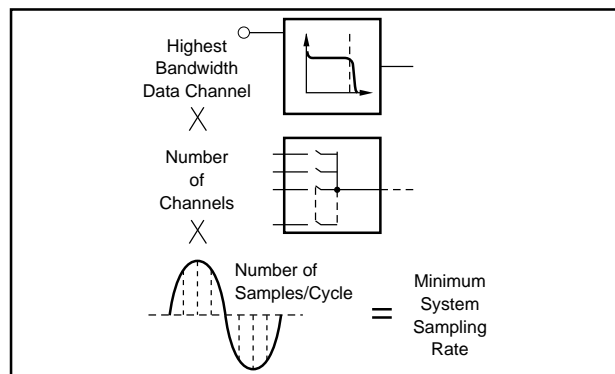 Highest
Bandwidth
Data Channel
X
Number
of
Channels
X
Number of
Samples/Cycle
=
Minimum
System
Sampling
Rate